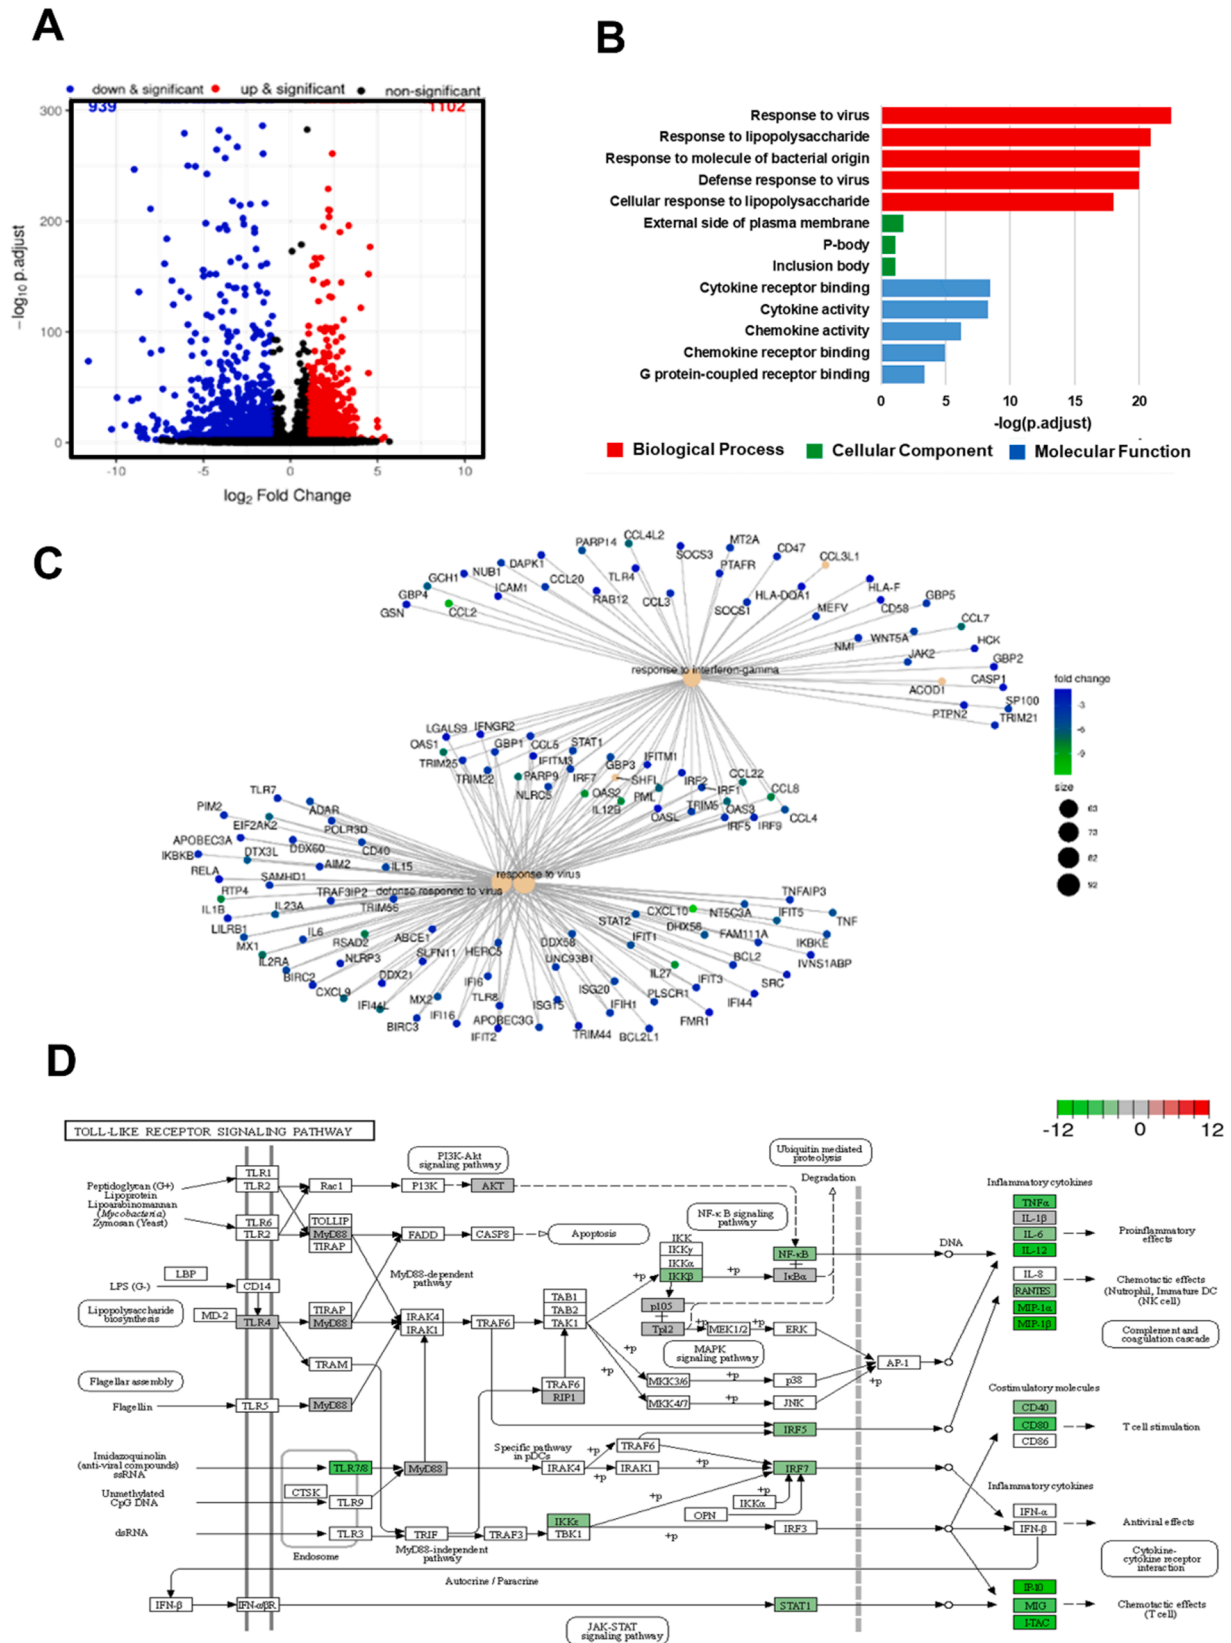 A
down & significant
up & significant
non-significant
939
1102
300
200
100
0
-10
-5
0
5
10
log2 Fold Change
−log10 p.adjust
B
Response to virus
Response to lipopolysaccharide
Response to molecule of bacterial origin
Defense response to virus
Cellular response to lipopolysaccharide
External side of plasma membrane
P-body
Inclusion body
Cytokine receptor binding
Cytokine activity
Chemokine activity
Chemokine receptor binding
G protein-coupled receptor binding
0 5 10 15 20
-log(p.adjust)
Biological Process
Cellular Component
Molecular Function
C
CCL4L2
PARP14
SOCS3
MT2A
CD47
CCL3L1
DAPK1
NUB1
GCH1
GBP4
GSN
CCL2
ICAM1
CCL20
TLR4
RAB12
CCL3
PTAFR
SOCS1
HLA-DQA1
HLA-F
MEFV
CD58
GBP5
CCL7
WNT5A
NMI
HCK
JAK2
GBP2
CASP1
ACOD1
SP100
PTPN2
TRIM21
response to interferon-gamma
fold change
-3
-6
-9
size
63
73
82
92
LGALS9
IFNGR2
OAS1
GBP1
CCL5
STAT1
TRIM25
IFITM3
GBP3
IFITM1
TRIM22
PARP9
IRF7
SHFL
IRF2
CCL22
NLRC5
OAS2
PML
IRF1
CCL8
IL12B
OASL
TRIM5
OAS3
IRF5
IRF9
CCL4
TLR7
PIM2
ADAR
EIF2AK2
POLR3D
APOBEC3A
DDX60
CD40
IKBKB
DTX3L
AIM2
IL15
RELA
SAMHD1
response to virus
defense response to virus
RTP4
TRAF3IP2
TRIM56
IL1B
IL23A
LILRB1
IL6
MX1
RSAD2
ABCE1
IL2RA
NLRP3
SLFN11
HERC5
BIRC2
DDX21
CXCL9
IFI6
IFI44L
MX2
TLR8
BIRC3
IFI16
APOBEC3G
IFIT2
ISG15
TRIM44
BCL2L1
DDX58
UNC93B1
ISG20
IFIH1
PLSCR1
FMR1
IL27
IFIT3
IFI44
SRC
BCL2
IVNS1ABP
STAT2
CXCL10
NT5C3A
TNFAIP3
IFIT5
TNF
DHX58
FAM111A
IKBKE
IFIT1
D
-12 0 12
TOLL-LIKE RECEPTOR SIGNALING PATHWAY
PI3K-Akt
signaling pathway
Ubiquitin mediated
proteolysis
Degradation
Peptidoglycan (G+)
Lipoprotein
Lipoarabinomannan
(Mycobacteria)
Zymosan (Yeast)
TLR1
TLR2
TLR6
TLR2
Rac1
P13K
AKT
TOLLIP
MyD88
TIRAP
FADD
CASP8
Apoptosis
NF-κ B signaling
pathway
IKK
IKKγ
IKKα
IKKβ
+p
+p
NF-κB
+
IκBα
DNA
Inflammatory cytokines
TNFα
IL-1β
IL-6
IL-12
Proinflammatory
effects
IL-8
RANTES
MIP-1α
MIP-1β
Chemotactic effects
(Nutrophil, Immature DC
(NK cell)
Complement and
coagulation cascade
LBP
LPS (G-)
CD14
MyD88-dependent
pathway
Lipopolysaccharide
biosynthesis
MD-2
TLR4
TIRAP
MyD88
IRAK4
IRAK1
TRAF6
TAB1
TAB2
TAK1
p105
+
Tpl2
+p
MEK1/2
+p
ERK
MAPK
signaling pathway
TRAM
+p
+p
MKK3/6
+p
p38
MKK4/7
+p
JNK
AP-1
+p
Flagellar assembly
Flagellin
TLR5
MyD88
TRAF6
RIP1
Costimulatory molecules
CD40
CD80
CD86
T cell stimulation
IRF5
Imidazoquinolin
(anti-viral compounds)
ssRNA
TLR7/8
MyD88
Specific pathway
in pDCs
IRAK4
+p
+p
TRAF6
IRAK1
+p
IRF7
Unmethylated
CpG DNA
CTSK
TLR9
IKKα
OPN
+p
Inflammatory cytokines
IFN-α
IFN-β
Antiviral effects
dsRNA
TLR3
TRIF
TRAF3
IKKε
TBK1
+p
IRF3
Endosome
MyD88-independent
pathway
Cytokine-
cytokine receptor
interaction
Autocrine / Paracrine
IFN-β
IFN-αβR
STAT1
JAK-STAT
signaling pathway
IP10
MIG
I-TAC
Chemotactic effects
(T cell)